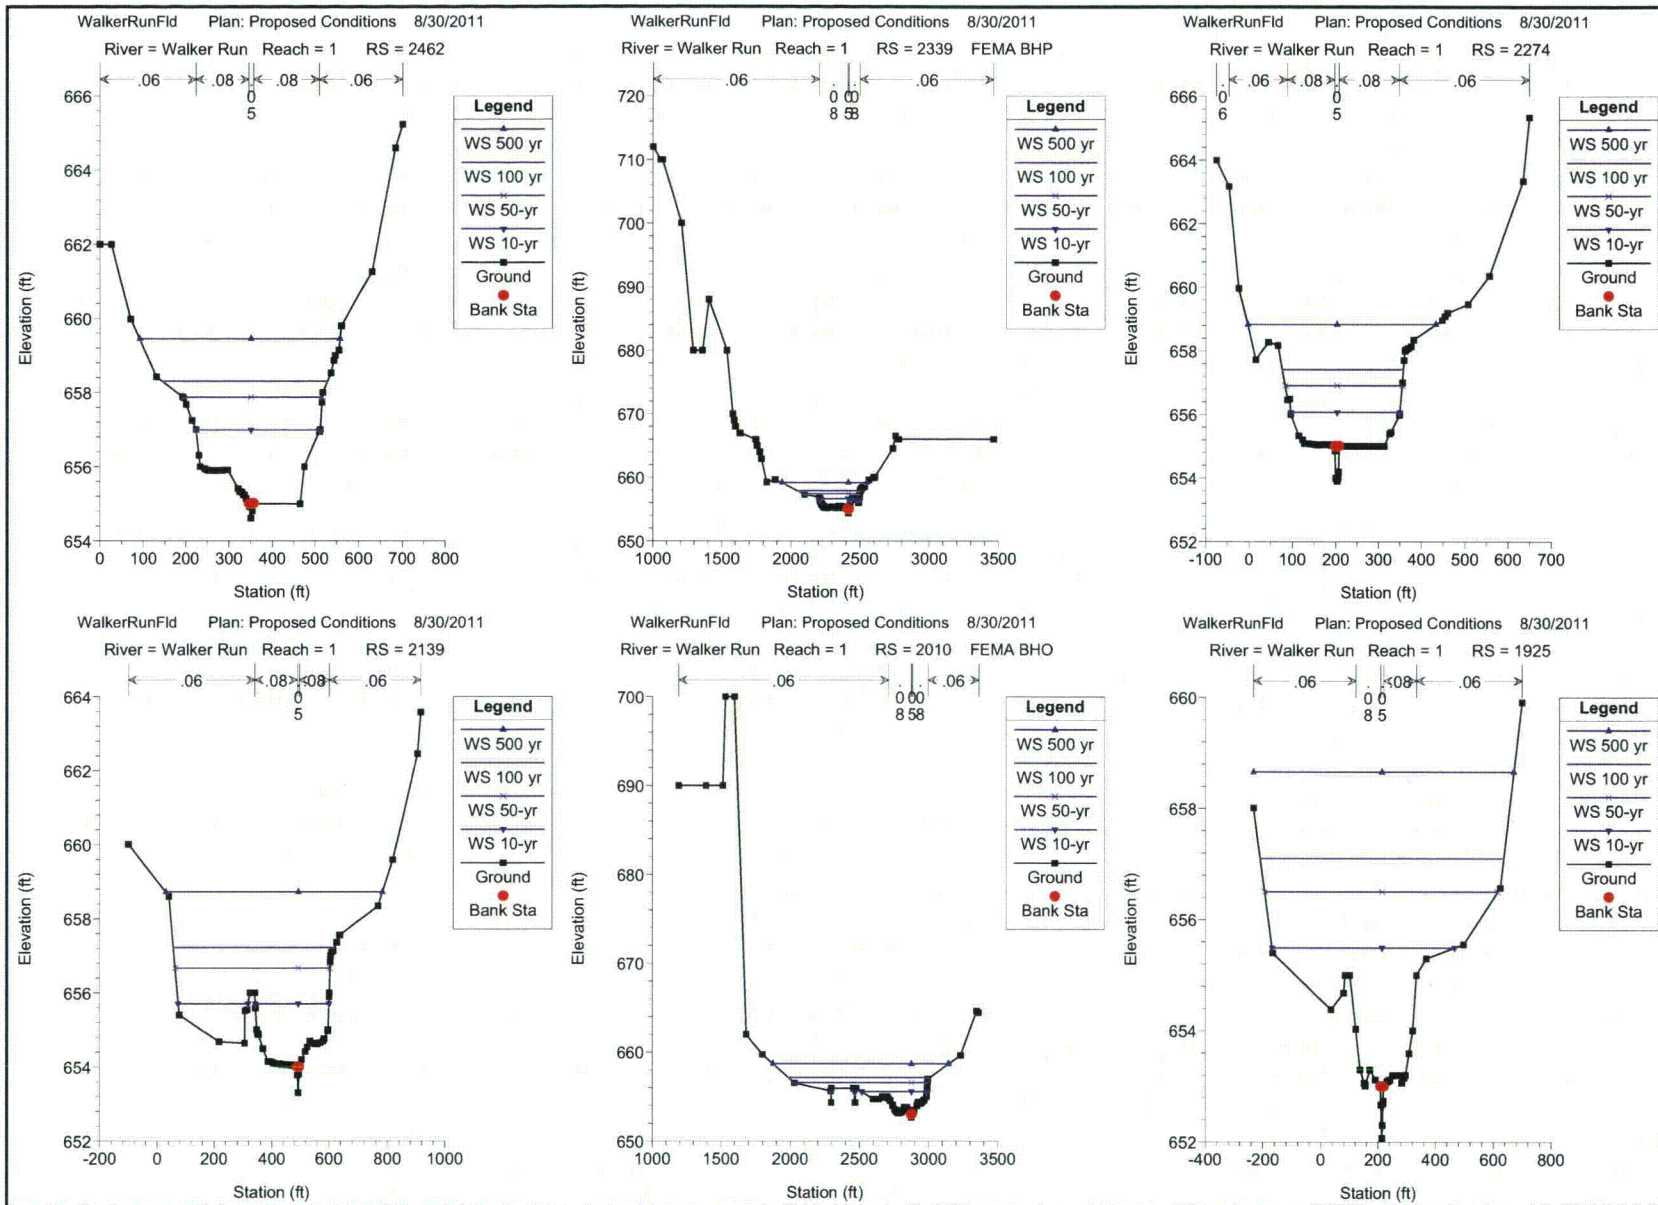 WalkerRunFld Plan: Proposed Conditions 8/30/2011
River = Walker Run Reach = 1 RS = 2462
.06 .08 .05 .08 .06
Elevation (ft)
666
664
662
660
658
656
654
0 100 200 300 400 500 600 700 800
Station (ft)
Legend
WS 500 yr
WS 100 yr
WS 50-yr
WS 10-yr
Ground
Bank Sta
WalkerRunFld Plan: Proposed Conditions 8/30/2011
River = Walker Run Reach = 1 RS = 2339 FEMA BHP
.06 .08 .06
Elevation (ft)
720
710
700
690
680
670
660
650
1000 1500 2000 2500 3000 3500
Station (ft)
Legend
WS 500 yr
WS 100 yr
WS 50-yr
WS 10-yr
Ground
Bank Sta
WalkerRunFld Plan: Proposed Conditions 8/30/2011
River = Walker Run Reach = 1 RS = 2274
.06 .06 .08 .05 .08 .06
Elevation (ft)
666
664
662
660
658
656
654
652
-100 0 100 200 300 400 500 600 700
Station (ft)
Legend
WS 500 yr
WS 100 yr
WS 50-yr
WS 10-yr
Ground
Bank Sta
WalkerRunFld Plan: Proposed Conditions 8/30/2011
River = Walker Run Reach = 1 RS = 2139
.06 .08 .05 .08 .06
Elevation (ft)
664
662
660
658
656
654
652
-200 0 200 400 600 800 1000
Station (ft)
Legend
WS 500 yr
WS 100 yr
WS 50-yr
WS 10-yr
Ground
Bank Sta
WalkerRunFld Plan: Proposed Conditions 8/30/2011
River = Walker Run Reach = 1 RS = 2010 FEMA BHO
.06 .08 .06
Elevation (ft)
700
690
680
670
660
650
1000 1500 2000 2500 3000 3500
Station (ft)
Legend
WS 500 yr
WS 100 yr
WS 50-yr
WS 10-yr
Ground
Bank Sta
WalkerRunFld Plan: Proposed Conditions 8/30/2011
River = Walker Run Reach = 1 RS = 1925
.06 .08 .05 .08 .06
Elevation (ft)
660
658
656
654
652
-400 -200 0 200 400 600 800
Station (ft)
Legend
WS 500 yr
WS 100 yr
WS 50-yr
WS 10-yr
Ground
Bank Sta